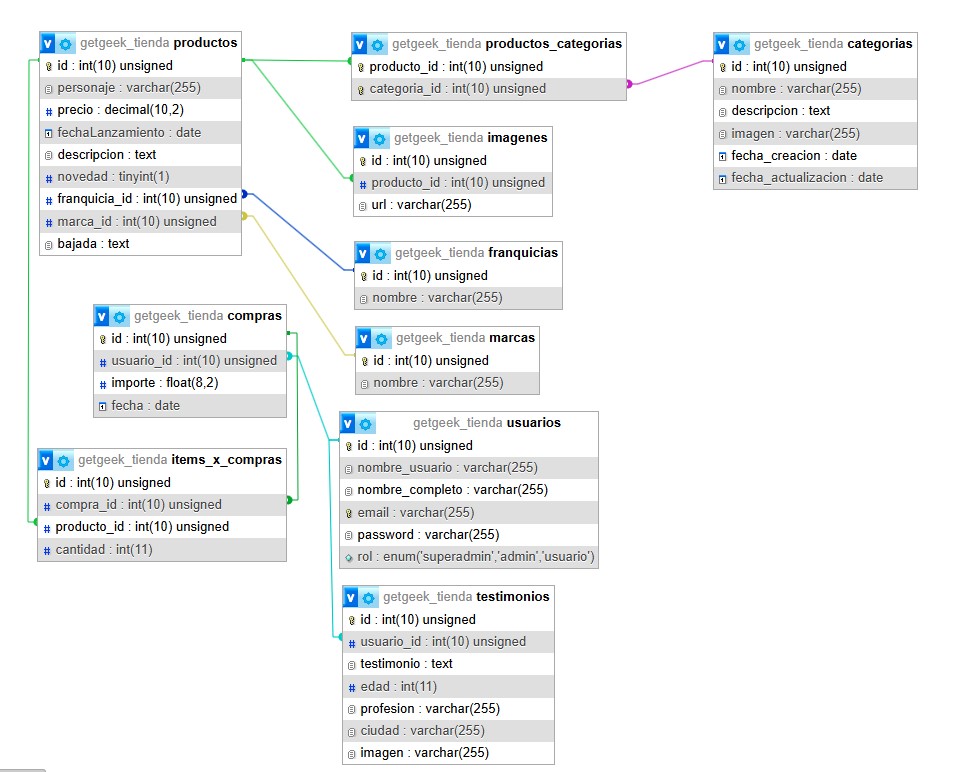 getgeek_tienda productos
id : int(10) unsigned
personaje : varchar(255)
precio : decimal(10,2)
fechaLanzamiento : date
descripcion : text
novedad : tinyint(1)
franquicia_id : int(10) unsigned
marca_id : int(10) unsigned
bajada : text
getgeek_tienda productos_categorias
producto_id : int(10) unsigned
categoria_id : int(10) unsigned
getgeek_tienda categorias
id : int(10) unsigned
nombre : varchar(255)
descripcion : text
imagen : varchar(255)
fecha_creacion : date
fecha_actualizacion : date
getgeek_tienda imagenes
id : int(10) unsigned
producto_id : int(10) unsigned
url : varchar(255)
getgeek_tienda franquicias
id : int(10) unsigned
nombre : varchar(255)
getgeek_tienda compras
id : int(10) unsigned
usuario_id : int(10) unsigned
importe : float(8,2)
fecha : date
getgeek_tienda marcas
id : int(10) unsigned
nombre : varchar(255)
getgeek_tienda items_x_compras
id : int(10) unsigned
compra_id : int(10) unsigned
producto_id : int(10) unsigned
cantidad : int(11)
getgeek_tienda usuarios
id : int(10) unsigned
nombre_usuario : varchar(255)
nombre_completo : varchar(255)
email : varchar(255)
password : varchar(255)
rol : enum('superadmin','admin','usuario')
getgeek_tienda testimonios
id : int(10) unsigned
usuario_id : int(10) unsigned
testimonio : text
edad : int(11)
profesion : varchar(255)
ciudad : varchar(255)
imagen : varchar(255)